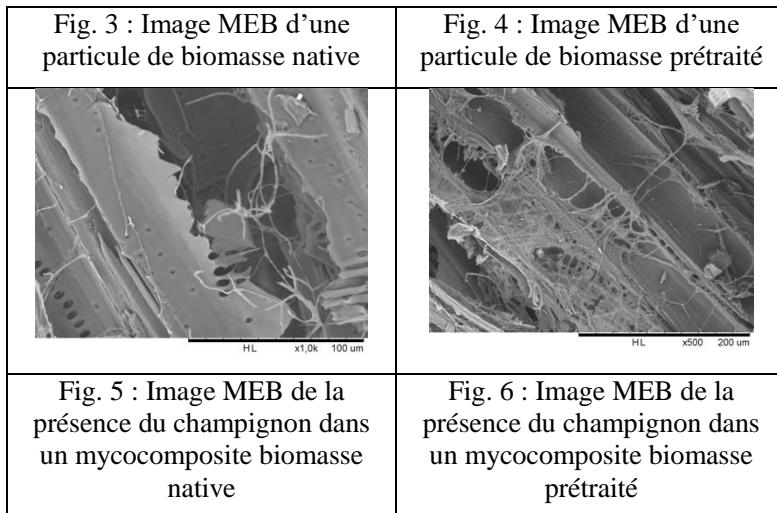 Fig. 3 : Image MEB d’une
particule de biomasse native
Fig. 4 : Image MEB d’une
particule de biomasse prétraité
HL x1,0k 100 um
HL x500 200 um
Fig. 5 : Image MEB de la
présence du champignon dans
un mycocomposite biomasse
native
Fig. 6 : Image MEB de la
présence du champignon dans
un mycocomposite biomasse
prétraité